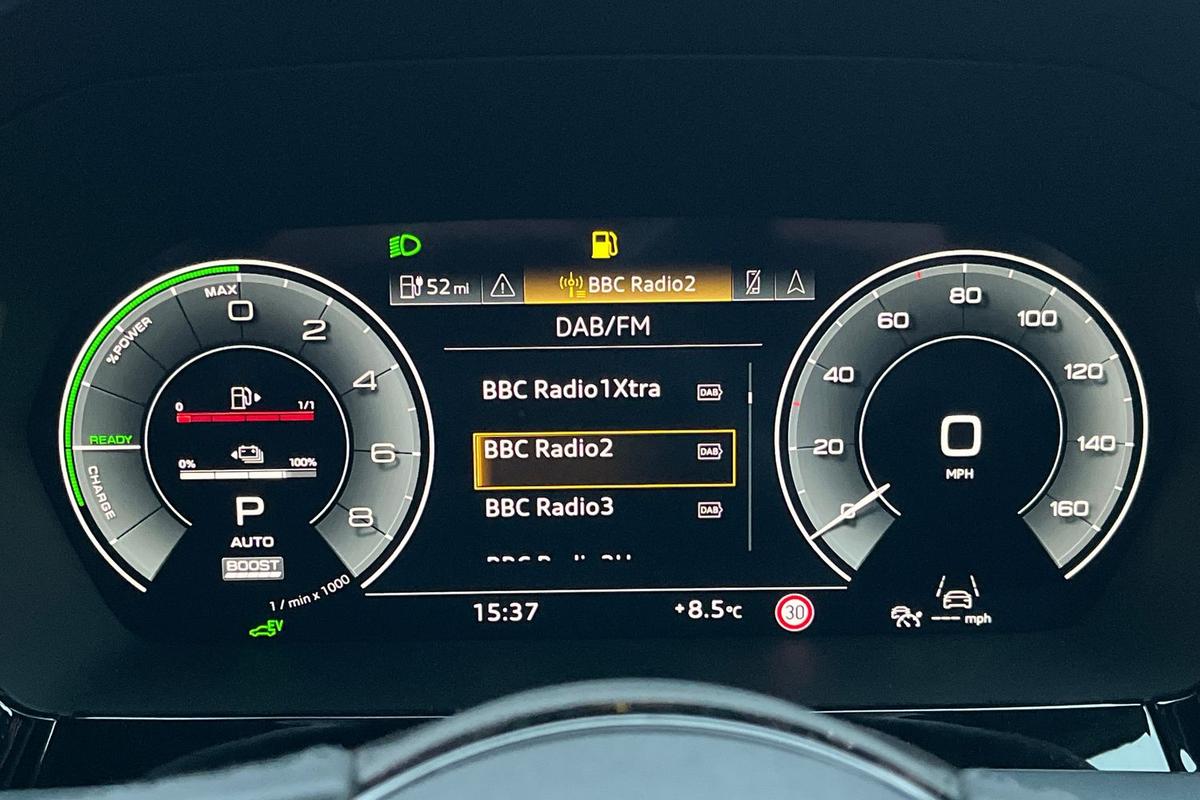 52 mi
BBC Radio2
DAB/FM
BBC Radio1Xtra DAB
BBC Radio2 DAB
BBC Radio3 DAB
MAX
% POWER
READY
CHARGE
0 2 4 6 8
0 1/1
0% 100%
P
AUTO
BOOST
1 / min x 1000
EV
0 20 40 60 80 100 120 140 160
0
MPH
15:37
+8.5°C
30
--- mph